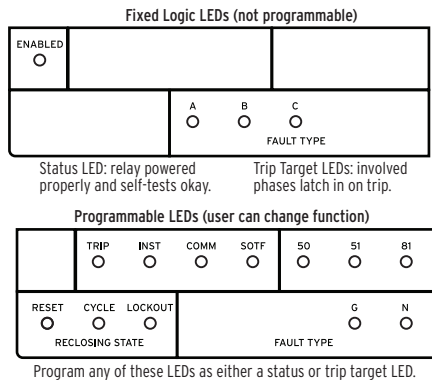 Fixed Logic LEDs (not programmable)
ENABLED
A B C
FAULT TYPE
Status LED: relay powered
properly and self-tests okay.
Trip Target LEDs: involved
phases latch in on trip.
Programmable LEDs (user can change function)
TRIP INST COMM SOTF 50 51 81
RESET CYCLE LOCKOUT G N
RECLOSING STATE FAULT TYPE
Program any of these LEDs as either a status or trip target LED.